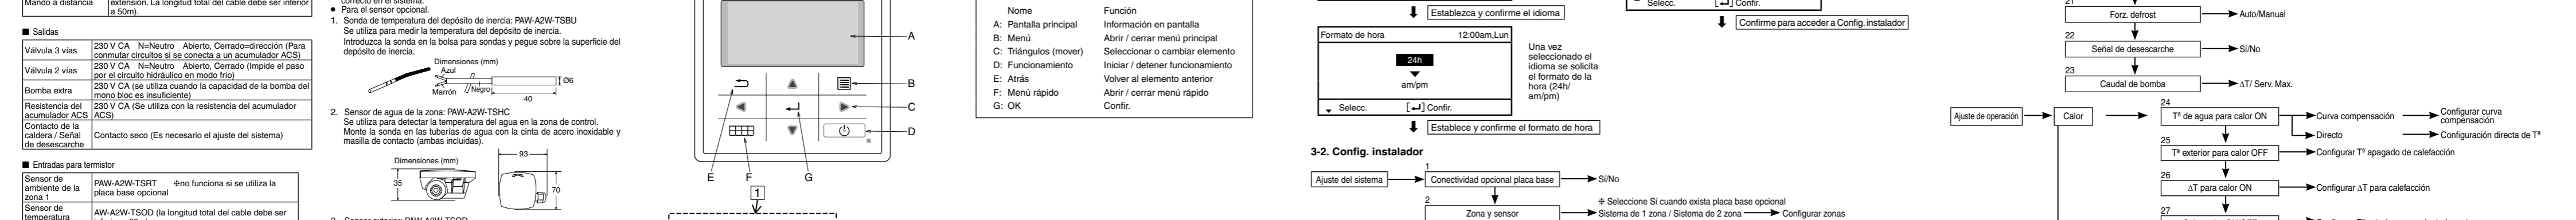 Mando a distancia
extensión. La longitud total del cable debe ser inferior
a 50m).
■ Salidas
Válvula 3 vías
230 V CA N=Neutro Abierto, Cerrado=dirección (Para
conmutar circuitos si se conecta a un acumulador ACS)
Válvula 2 vías
230 V CA N=Neutro Abierto, Cerrado (Impide el paso
por el circuito hidráulico en modo frío)
Bomba extra
230 V CA (se utiliza cuando la capacidad de la bomba del
mono bloc es insuficiente)
Resistencia del
acumulador ACS
230 V CA (Se utiliza con la resistencia del acumulador
ACS)
Contacto de la
caldera / Señal
de desescarche
Contacto seco (Es necesario el ajuste del sistema)
■ Entradas para termistor
Sensor de
ambiente de la
zona 1
PAW-A2W-TSRT ※no funciona si se utiliza la
placa base opcional
Sensor de
temperatura
AW-A2W-TSOD (la longitud total del cable debe ser
correcto en el sistema.
● Para el sensor opcional.
1. Sonda de temperatura del depósito de inercia: PAW-A2W-TSBU
Se utiliza para medir la temperatura del depósito de inercia.
Introduzca la sonda en la bolsa para sondas y pegue sobre la superficie del
depósito de inercia.
Dimensiones (mm)
Azul
Marrón
Negro
Ø6
40
2. Sensor de agua de la zona: PAW-A2W-TSHC
Se utiliza para detectar la temperatura del agua en la zona de control.
Monte la sonda en las tuberías de agua con la cinta de acero inoxidable y
masilla de contacto (ambas incluidas).
Dimensiones (mm)
35
93
70
3. Sensor exterior: PAW-A2W-TSOD
A
B
C
D
E
F
G
1
Nome Función
A: Pantalla principal Información en pantalla
B: Menú Abrir / cerrar menú principal
C: Triángulos (mover) Seleccionar o cambiar elemento
D: Funcionamiento Iniciar / detener funcionamiento
E: Atrás Volver al elemento anterior
F: Menú rápido Abrir / cerrar menú rápido
G: OK Confir.
Establezca y confirme el idioma
Formato de hora 12:00am,Lun
24h
am/pm
Selecc. [↵] Confir.
Una vez
seleccionado el
idioma se solicita
el formato de la
hora (24h/
am/pm)
Establece y confirme el formato de hora
Selecc. [↵] Confir.
Confirme para acceder a Config. instalador
3-2. Config. instalador
Ajuste del sistema
1
Conectividad opcional placa base
Sí/No
※ Seleccione Sí cuando exista placa base opcional
2
Zona y sensor
Sistema de 1 zona / Sistema de 2 zona
Configurar zonas
21
Forz. defrost
Auto/Manual
22
Señal de desescarche
Sí/No
23
Caudal de bomba
ΔT/ Serv. Max.
Ajuste de operación
Calor
24
Tª de agua para calor ON
Curva compensación
Configurar curva
compensación
Directo
Configuración directa de Tª
25
Tª exterior para calor OFF
Configurar Tª apagado de calefacción
26
ΔT para calor ON
Configurar ΔT para calefacción
27